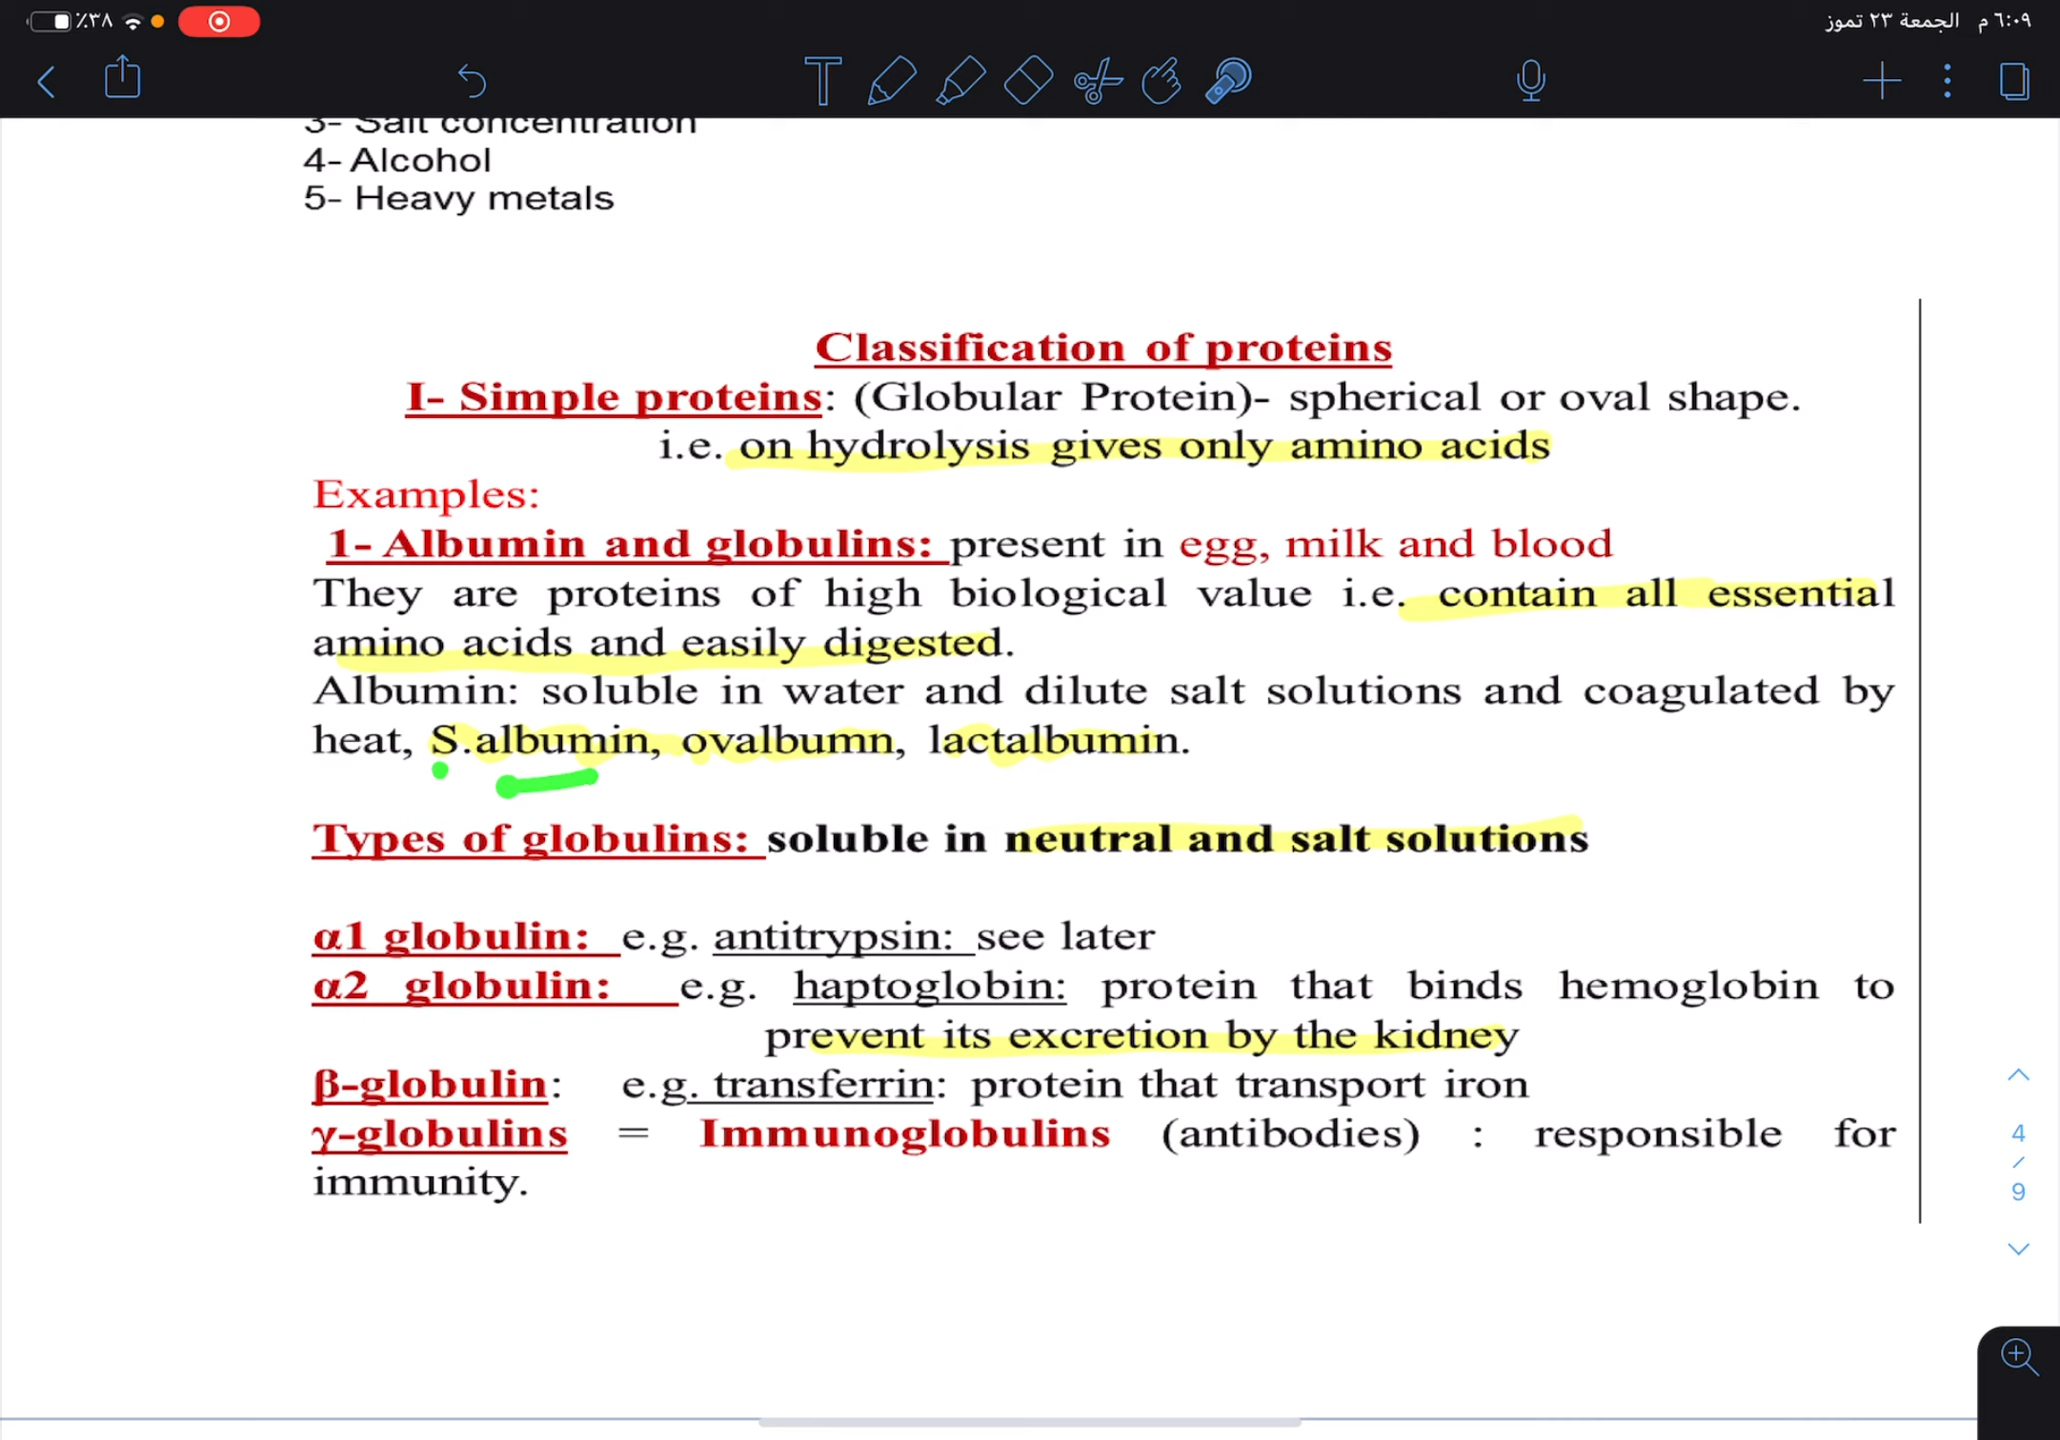 ٪٣٨
٦:٠٩ م الجمعة ٢٣ تموز
3- Salt concentration
4- Alcohol
5- Heavy metals
Classification of proteins
I- Simple proteins: (Globular Protein)- spherical or oval shape.
i.e. on hydrolysis gives only amino acids
Examples:
1- Albumin and globulins: present in egg, milk and blood
They are proteins of high biological value i.e. contain all essential
amino acids and easily digested.
Albumin: soluble in water and dilute salt solutions and coagulated by
heat, S.albumin, ovalbumn, lactalbumin.
Types of globulins: soluble in neutral and salt solutions
α1 globulin: e.g. antitrypsin: see later
α2 globulin: e.g. haptoglobin: protein that binds hemoglobin to
prevent its excretion by the kidney
β-globulin: e.g. transferrin: protein that transport iron
γ-globulins = Immunoglobulins (antibodies) : responsible for
immunity.
4
/
9